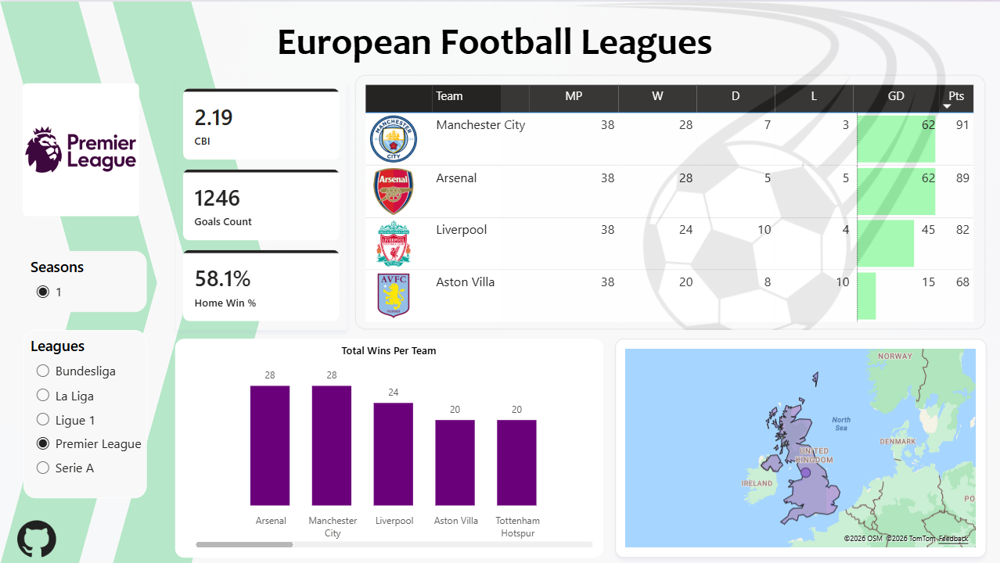 European Football Leagues
Premier
League
2.19
CBI
1246
Goals Count
58.1%
Home Win %
Seasons
1
Leagues
Bundesliga
La Liga
Ligue 1
Premier League
Serie A
Team MP W D L GD Pts
MANCHESTER
CITY
Manchester City 38 28 7 3 62 91
Arsenal
Arsenal 38 28 5 5 62 89
Liverpool 38 24 10 4 45 82
AVFC
Aston Villa 38 20 8 10 15 68
Total Wins Per Team
28 28 24 20 20
Arsenal Manchester Liverpool Aston Villa Tottenham
City Hotspur
NORWAY
North
Sea
DENMARK
UNITED
KINGDOM
IRELAND
PO
©2026 OSM ©2026 TomTom Feedback